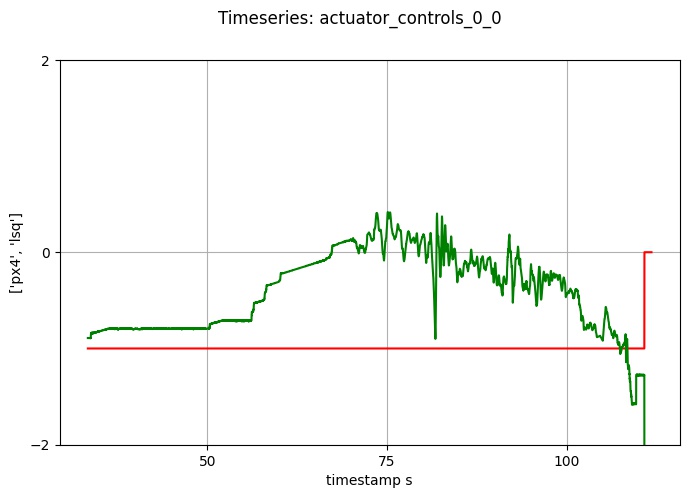 Timeseries: actuator_controls_0_0
2
0
−2
['px4', 'lsq']
50
75
100
timestamp s